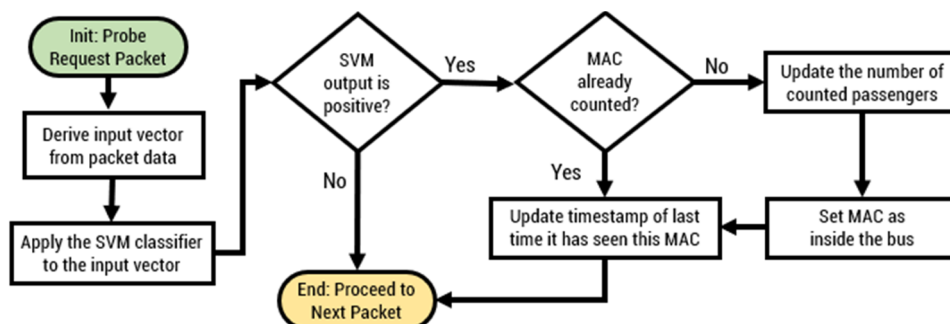 Init: Probe
Request Packet
Derive input vector
from packet data
Apply the SVM classifier
to the input vector
SVM
output is
positive?
Yes
No
MAC
already
counted?
No
Yes
Update the number of
counted passengers
Set MAC as
inside the bus
Update timestamp of last
time it has seen this MAC
End: Proceed to
Next Packet